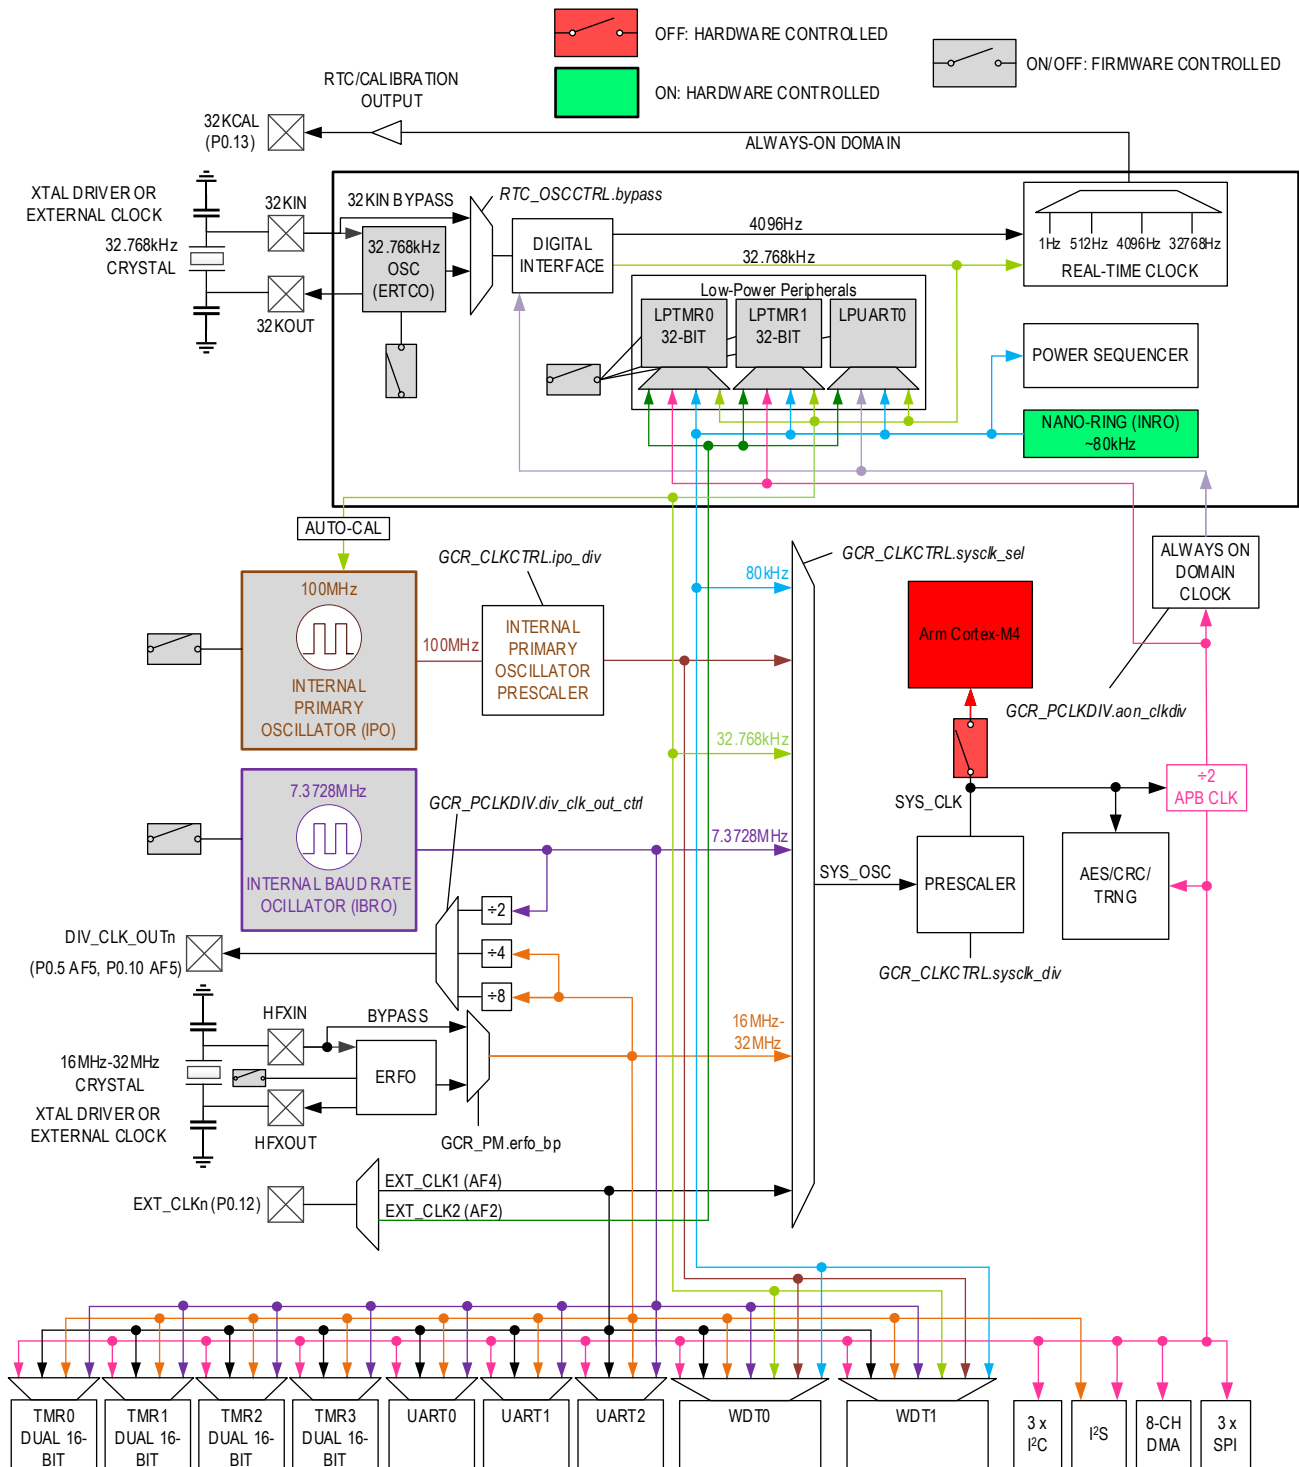 OFF: HARDWARE CONTROLLED
ON/OFF: FIRMWARE CONTROLLED
ON: HARDWARE CONTROLLED
RTC/CALIBRATION
OUTPUT
32KCAL
(P0.13)
ALWAYS-ON DOMAIN
XTAL DRIVER OR
EXTERNAL CLOCK
32KIN
32KIN BYPASS
RTC_OSCCTRL.bypass
32.768kHz
CRYSTAL
32.768kHz
OSC
(ERTCO)
DIGITAL
INTERFACE
4096Hz
32.768kHz
1Hz
512Hz
4096Hz
32768Hz
REAL-TIME CLOCK
32KOUT
Low-Power Peripherals
LPTMR0
32-BIT
LPTMR1
32-BIT
LPUART0
POWER SEQUENCER
NANO-RING (INRO)
~80kHz
AUTO-CAL
GCR_CLKCTRL.ipo_div
GCR_CLKCTRL.sysclk_sel
ALWAYS ON
DOMAIN
CLOCK
100MHz
INTERNAL
PRIMARY
OSCILLATOR (IPO)
100MHz
INTERNAL
PRIMARY
OSCILLATOR
PRESCALER
80kHz
Arm Cortex-M4
GCR_PCLKDIV.aon_clkdiv
32.768kHz
7.3728MHz
INTERNAL BAUD RATE
OCILLATOR (IBRO)
GCR_PCLKDIV.div_clk_out_ctrl
7.3728MHz
SYS_CLK
÷2
APB CLK
SYS_OSC
PRESCALER
AES/CRC/
TRNG
÷2
÷4
÷8
DIV_CLK_OUTn
(P0.5 AF5, P0.10 AF5)
GCR_CLKCTRL.sysclk_div
HFXIN
BYPASS
16MHz-
32MHz
16MHz-32MHz
CRYSTAL
ERFO
XTAL DRIVER OR
EXTERNAL CLOCK
HFXOUT
GCR_PM.erfo_bp
EXT_CLKn (P0.12)
EXT_CLK1 (AF4)
EXT_CLK2 (AF2)
TMR0
DUAL 16-
BIT
TMR1
DUAL 16-
BIT
TMR2
DUAL 16-
BIT
TMR3
DUAL 16-
BIT
UART0
UART1
UART2
WDT0
WDT1
3 x
I²C
I²S
8-CH
DMA
3 x
SPI